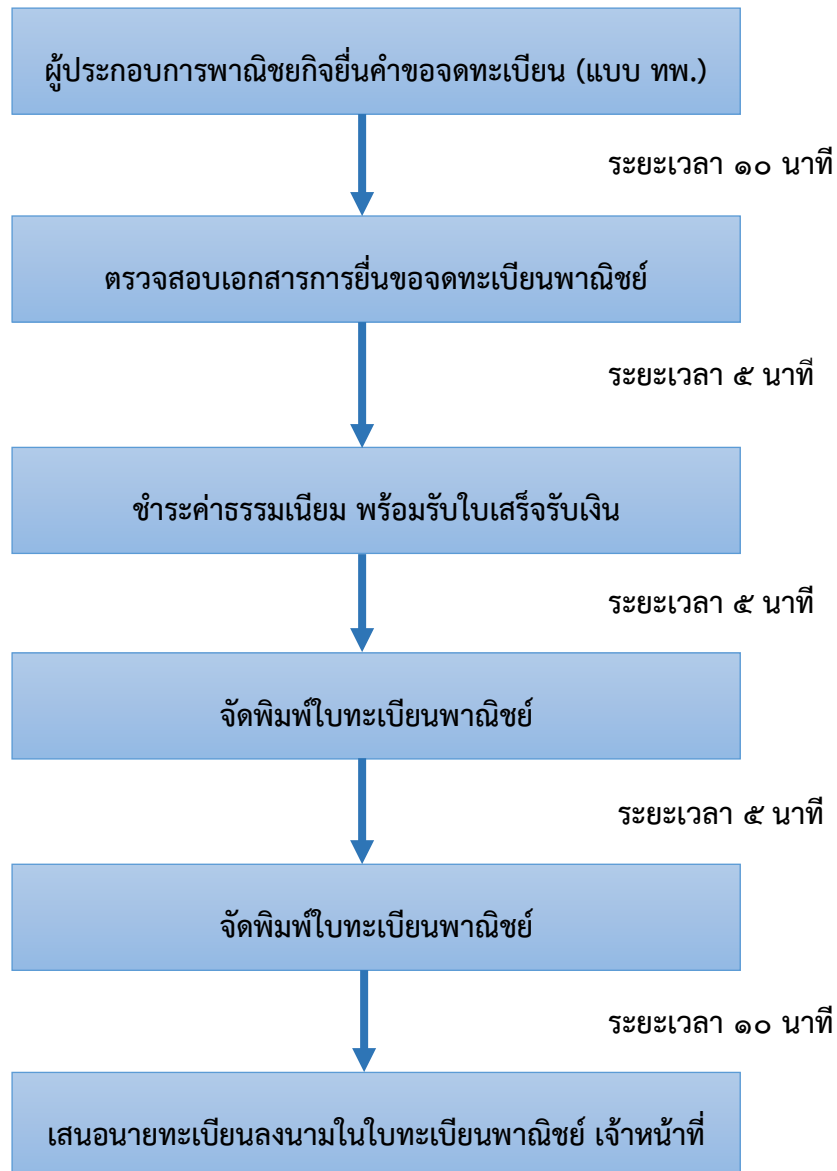 ผู้ประกอบการพาณิชยกิจยื่นคำขอจดทะเบียน (แบบ ทพ.)
ระยะเวลา ๑๐ นาที
ตรวจสอบเอกสารการยื่นขอจดทะเบียนพาณิชย์
ระยะเวลา ๕ นาที
ชำระค่าธรรมเนียม พร้อมรับใบเสร็จรับเงิน
ระยะเวลา ๕ นาที
จัดพิมพ์ใบทะเบียนพาณิชย์
ระยะเวลา ๕ นาที
จัดพิมพ์ใบทะเบียนพาณิชย์
ระยะเวลา ๑๐ นาที
เสนอนายทะเบียนลงนามในใบทะเบียนพาณิชย์ เจ้าหน้าที่